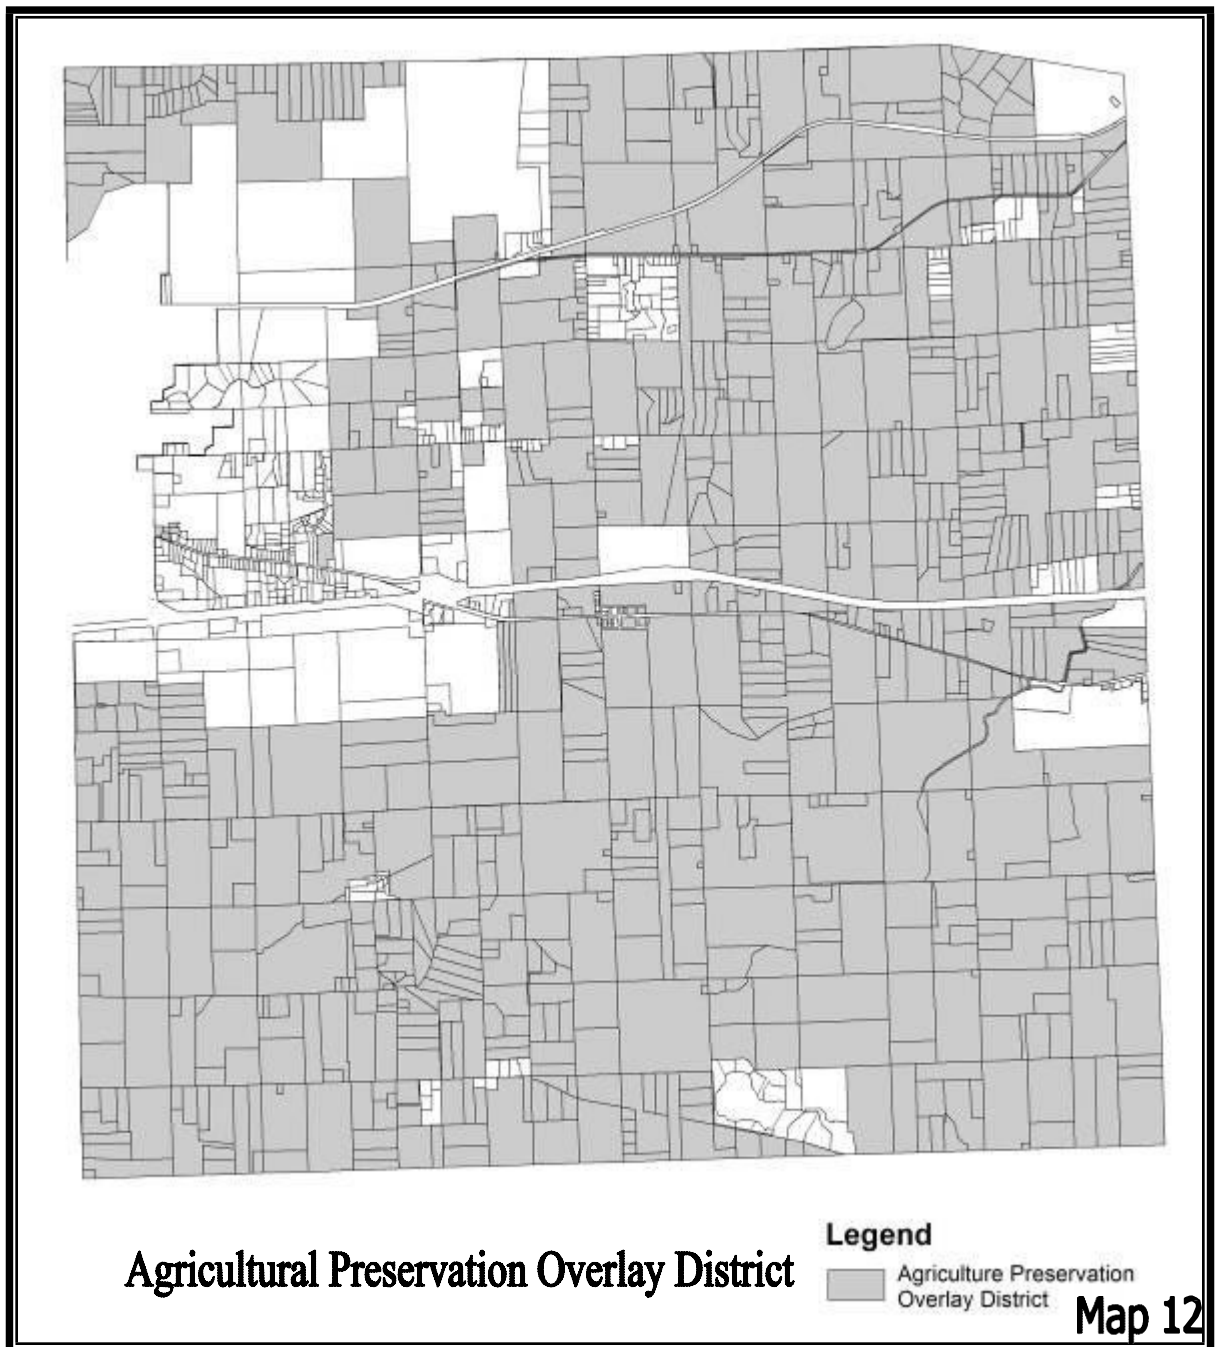 Agricultural Preservation Overlay District
Legend
Agriculture Preservation
Overlay District
Map 12